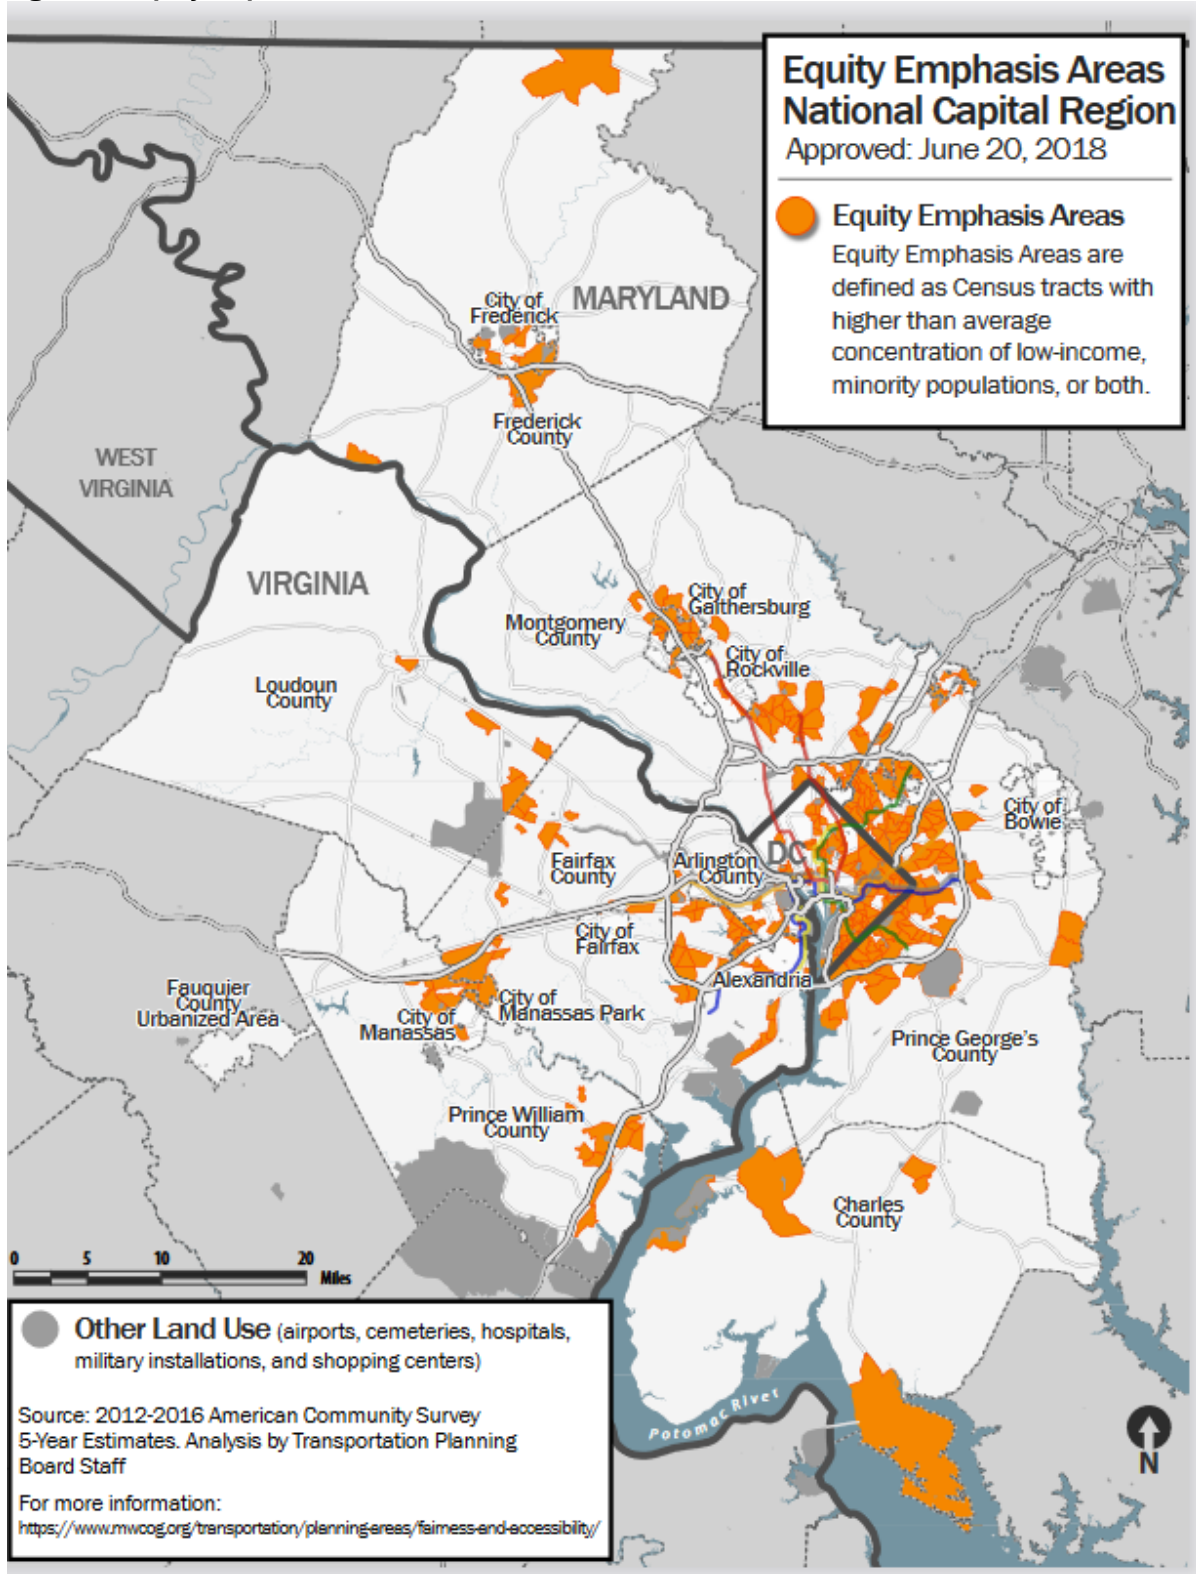 Equity Emphasis Areas
National Capital Region
Approved: June 20, 2018
Equity Emphasis Areas
Equity Emphasis Areas are
defined as Census tracts with
higher than average
concentration of low-income,
minority populations, or both.
City of
Frederick
MARYLAND
Frederick
County
WEST
VIRGINIA
VIRGINIA
City of
Gaithersburg
Montgomery
County
City of
Rockville
Loudoun
County
City of
Bowie
DC
Arlington
County
Fairfax
County
City of
Fairfax
Alexandria
Fauquier
County
Urbanized Area
City of
Manassas Park
City of
Manassas
Prince George's
County
Prince William
County
Charles
County
0 5 10 20
Miles
Potomac River
N
Other Land Use (airports, cemeteries, hospitals,
military installations, and shopping centers)
Source: 2012-2016 American Community Survey
5-Year Estimates. Analysis by Transportation Planning
Board Staff
For more information:
https://www.mwcog.org/transportation/planning-areas/fairness-and-accessibility/